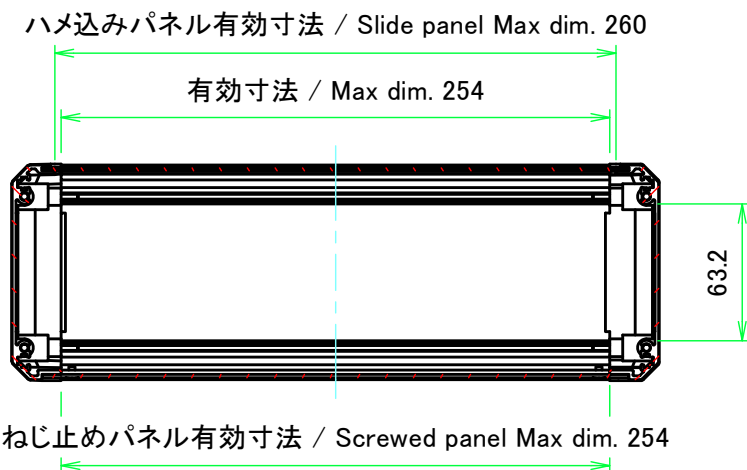 ハメ込みパネル有効寸法 / Slide panel Max dim. 260
有効寸法 / Max dim. 254
63.2
ねじ止めパネル有効寸法 / Screwed panel Max dim. 254